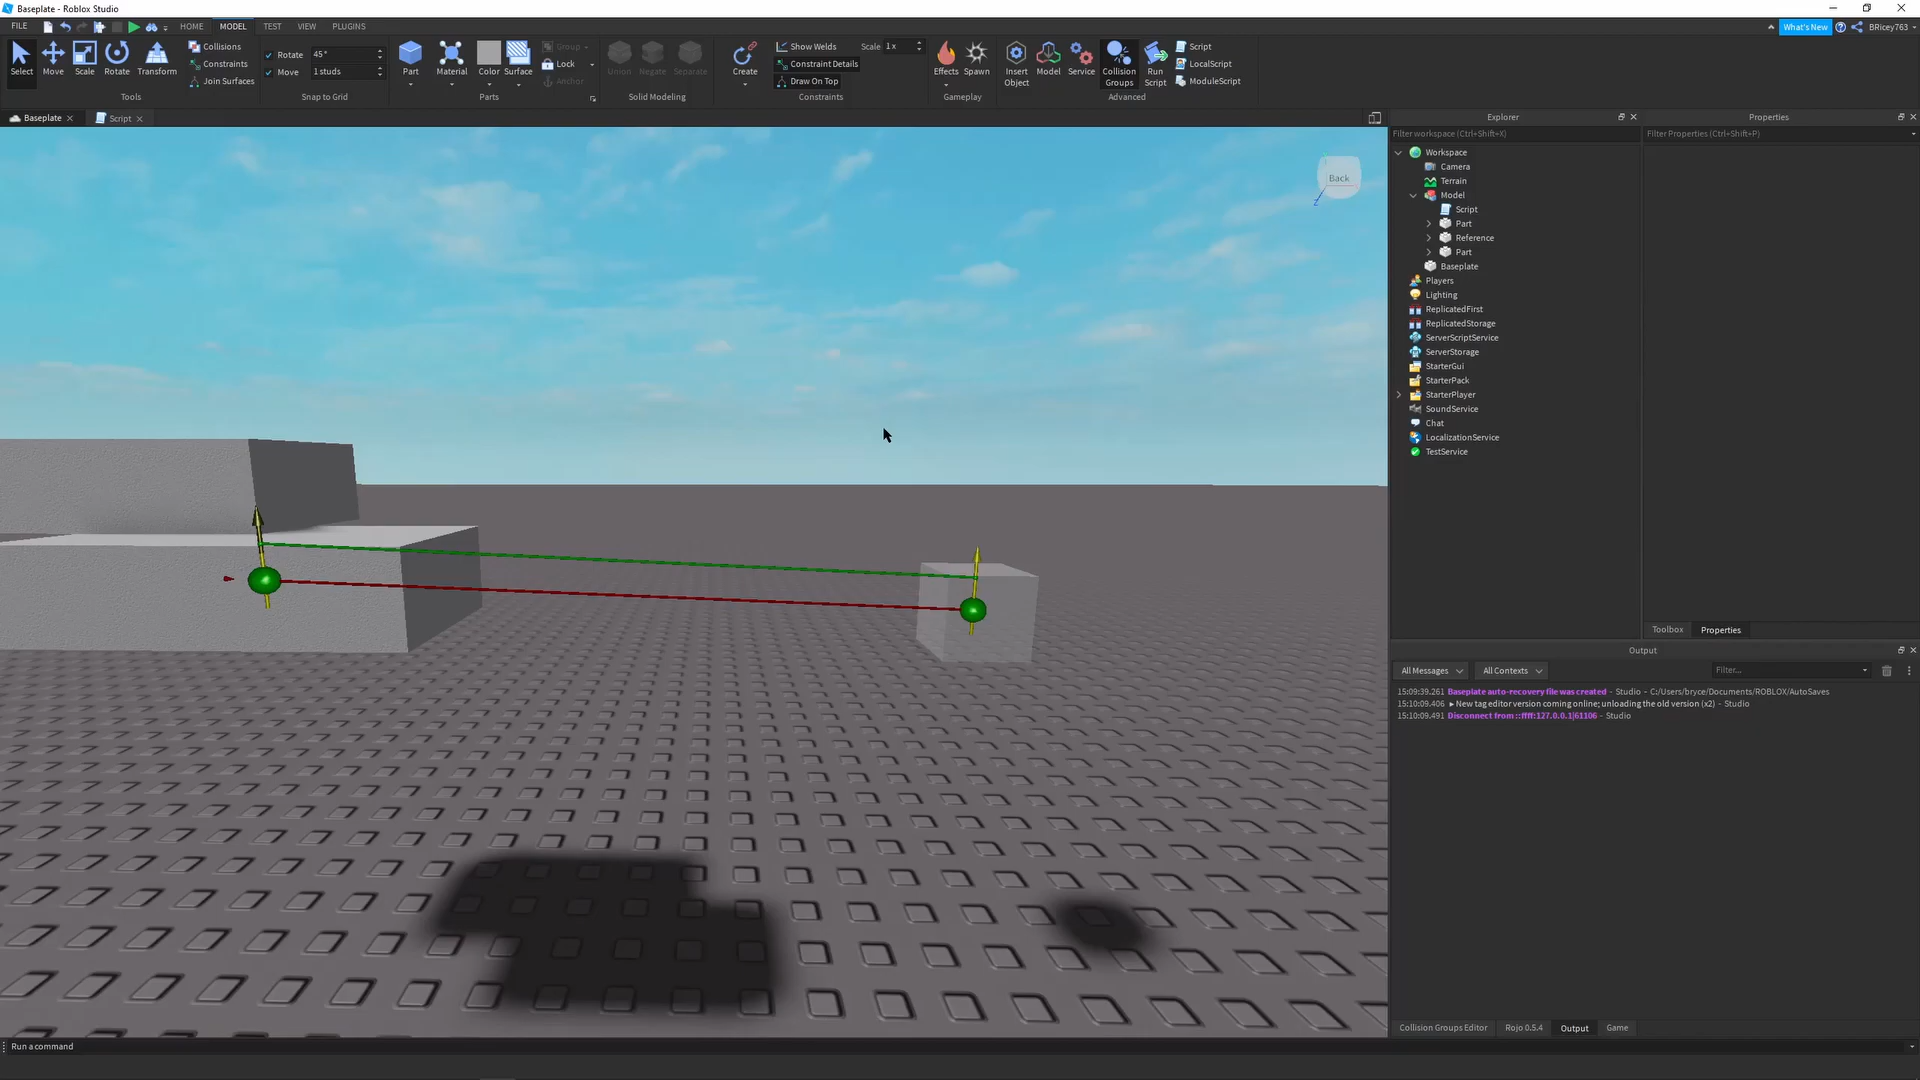 Baseplate - Roblox Studio
FILE
HOME
MODEL
TEST
VIEW
PLUGINS
What's New
BRicey763
Select
Move
Scale
Rotate
Transform
Collisions
Constraints
Join Surfaces
Tools
Rotate
45°
Move
1 studs
Snap to Grid
Part
Material
Color
Surface
Group
Lock
Anchor
Parts
Union
Negate
Separate
Solid Modeling
Create
Show Welds
Scale
1 x
Constraint Details
Draw On Top
Constraints
Effects
Spawn
Gameplay
Insert
Object
Model
Service
Collision
Groups
Run
Script
Script
LocalScript
ModuleScript
Advanced
Baseplate
Script
Back
Z
Explorer
Filter workspace (Ctrl+Shift+X)
Workspace
Camera
Terrain
Model
Script
Part
Reference
Part
Baseplate
Players
Lighting
ReplicatedFirst
ReplicatedStorage
ServerScriptService
ServerStorage
StarterGui
StarterPack
StarterPlayer
SoundService
Chat
LocalizationService
TestService
Properties
Filter Properties (Ctrl+Shift+P)
Toolbox
Properties
Output
All Messages
All Contexts
Filter...
15:09:39.261 Baseplate auto-recovery file was created - Studio - C:/Users/bryce/Documents/ROBLOX/AutoSaves
15:10:09.406 ▸ New tag editor version coming online; unloading the old version (x2) - Studio
15:10:09.491 Disconnect from ::ffff:127.0.0.1|61106 - Studio
Collision Groups Editor
Rojo 0.5.4
Output
Game
Run a command